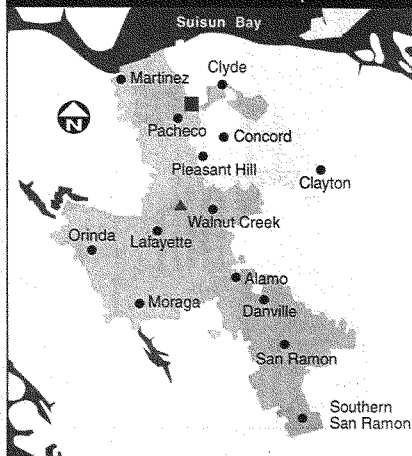 Suisun Bay
Clyde
Martinez
N
Pacheco
Concord
Pleasant Hill
Clayton
Walnut Creek
Orinda
Lafayette
Alamo
Moraga
Danville
San Ramon
Southern
San Ramon